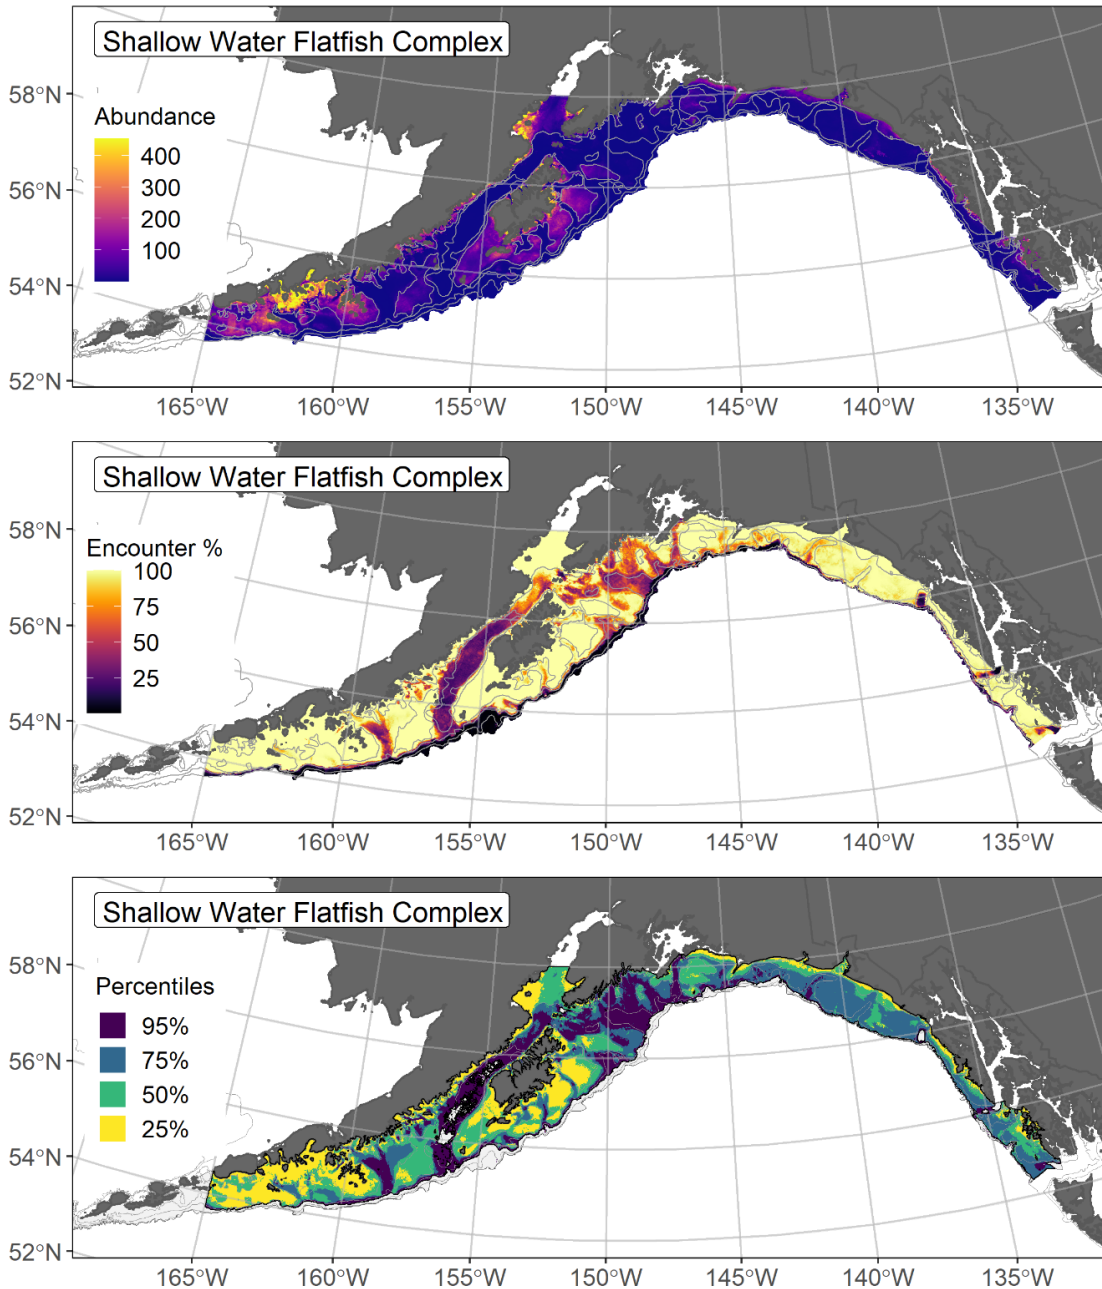 Shallow Water Flatfish Complex
58°N
Abundance
400
56°N
300
200
100
54°N
52°N
165°W 160°W 155°W 150°W 145°W 140°W 135°W
Shallow Water Flatfish Complex
58°N
Encounter %
100
75
56°N
50
25
54°N
52°N
165°W 160°W 155°W 150°W 145°W 140°W 135°W
Shallow Water Flatfish Complex
58°N
Percentiles
95%
75%
56°N
50%
25%
54°N
52°N
165°W 160°W 155°W 150°W 145°W 140°W 135°W